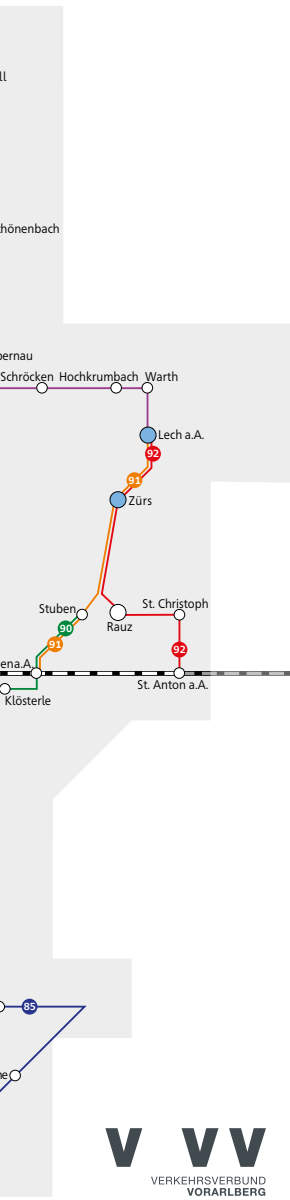 Schröcken Hochkrumbach Warth
Lech a.A.
92
91
Zürs
Stuben
St. Christoph
90
Rauz
91
92
St. Anton a.A.
Klösterle
85
V VV
VERKEHRSVERBUND
VORARLBERG